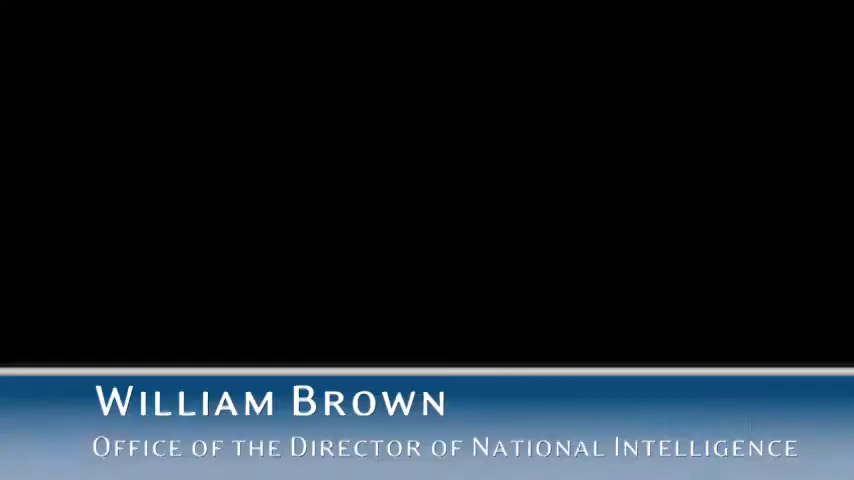 William Brown
Office of the Director of National Intelligence